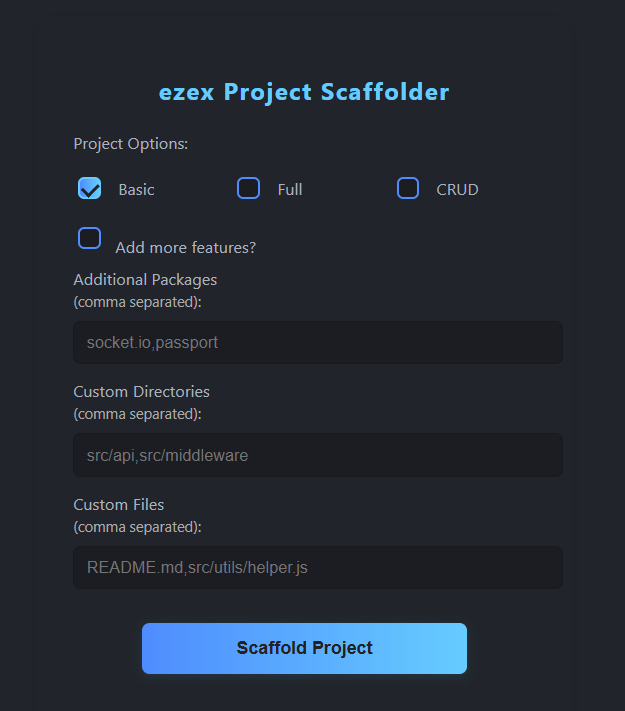 ezex Project Scaffolder
Project Options:
Basic Full CRUD
Add more features?
Additional Packages
(comma separated):
socket.io,passport
Custom Directories
(comma separated):
src/api,src/middleware
Custom Files
(comma separated):
README.md,src/utils/helper.js
Scaffold Project